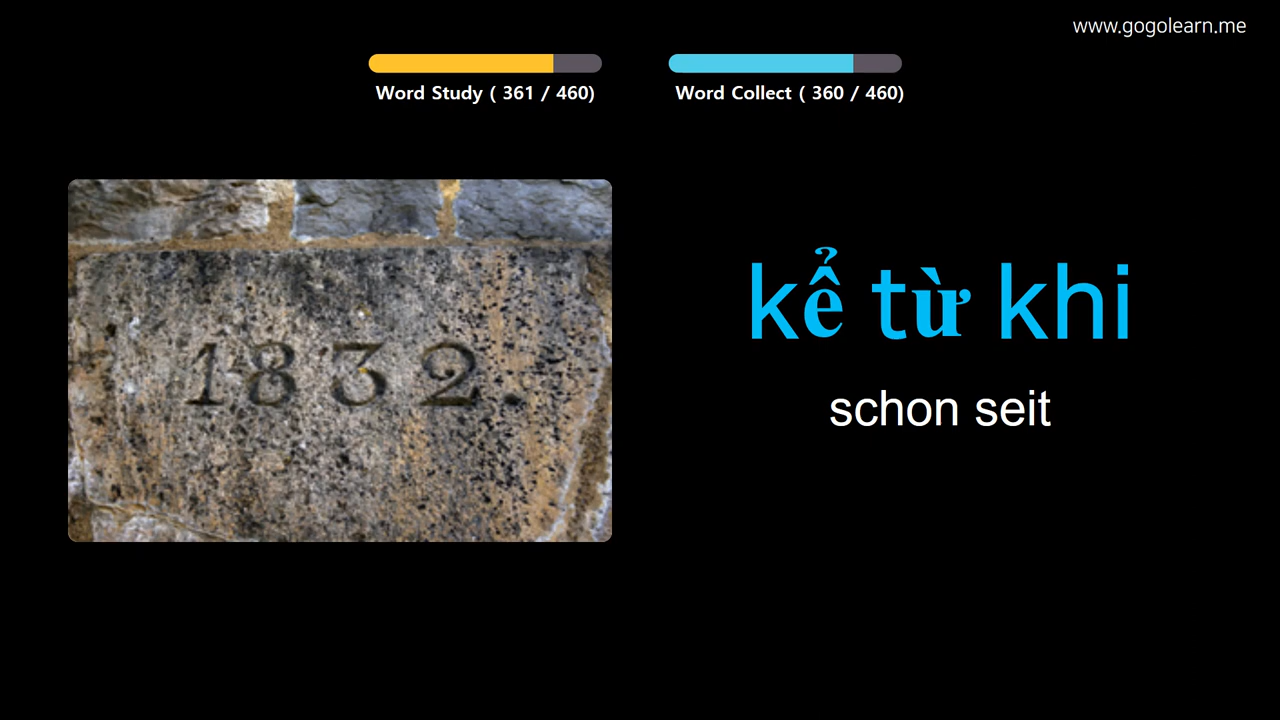 www.gogolearn.me
Word Study ( 361 / 460)
Word Collect ( 360 / 460)
1832.
kể từ khi
schon seit